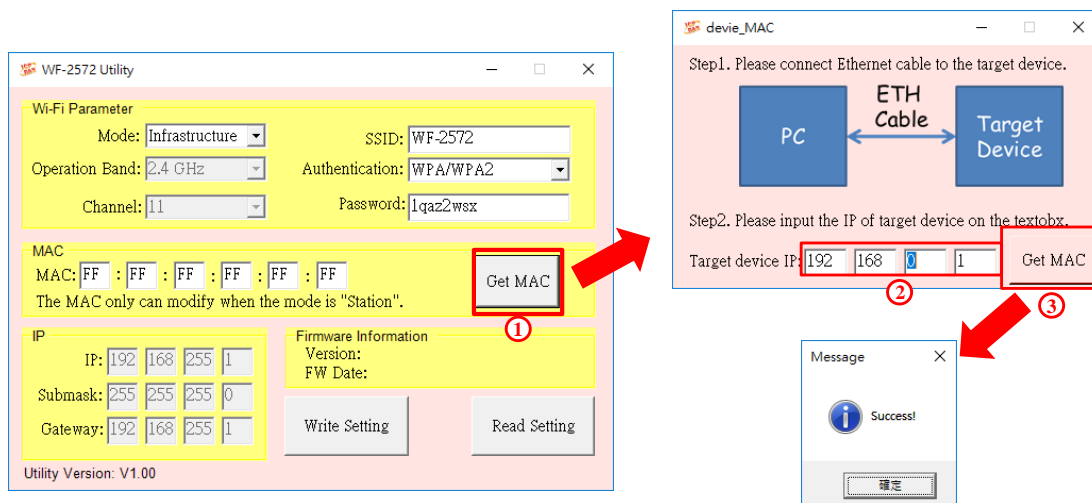 WF-2572 Utility
Wi-Fi Parameter
Mode: Infrastructure
SSID: WF-2572
Operation Band: 2.4 GHz
Authentication: WPA/WPA2
Channel: 11
Password: 1qaz2wsx
MAC
MAC: FF : FF : FF : FF : FF : FF
The MAC only can modify when the mode is "Station".
Get MAC
①
IP
IP: 192 168 255 1
Submask: 255 255 255 0
Gateway: 192 168 255 1
Firmware Information
Version:
FW Date:
Write Setting
Read Setting
Utility Version: V1.00
devie_MAC
Step1. Please connect Ethernet cable to the target device.
PC
ETH
Cable
Target
Device
Step2. Please input the IP of target device on the textobx.
Target device IP: 192 168 0 1
Get MAC
②
③
Message
Success!
確定